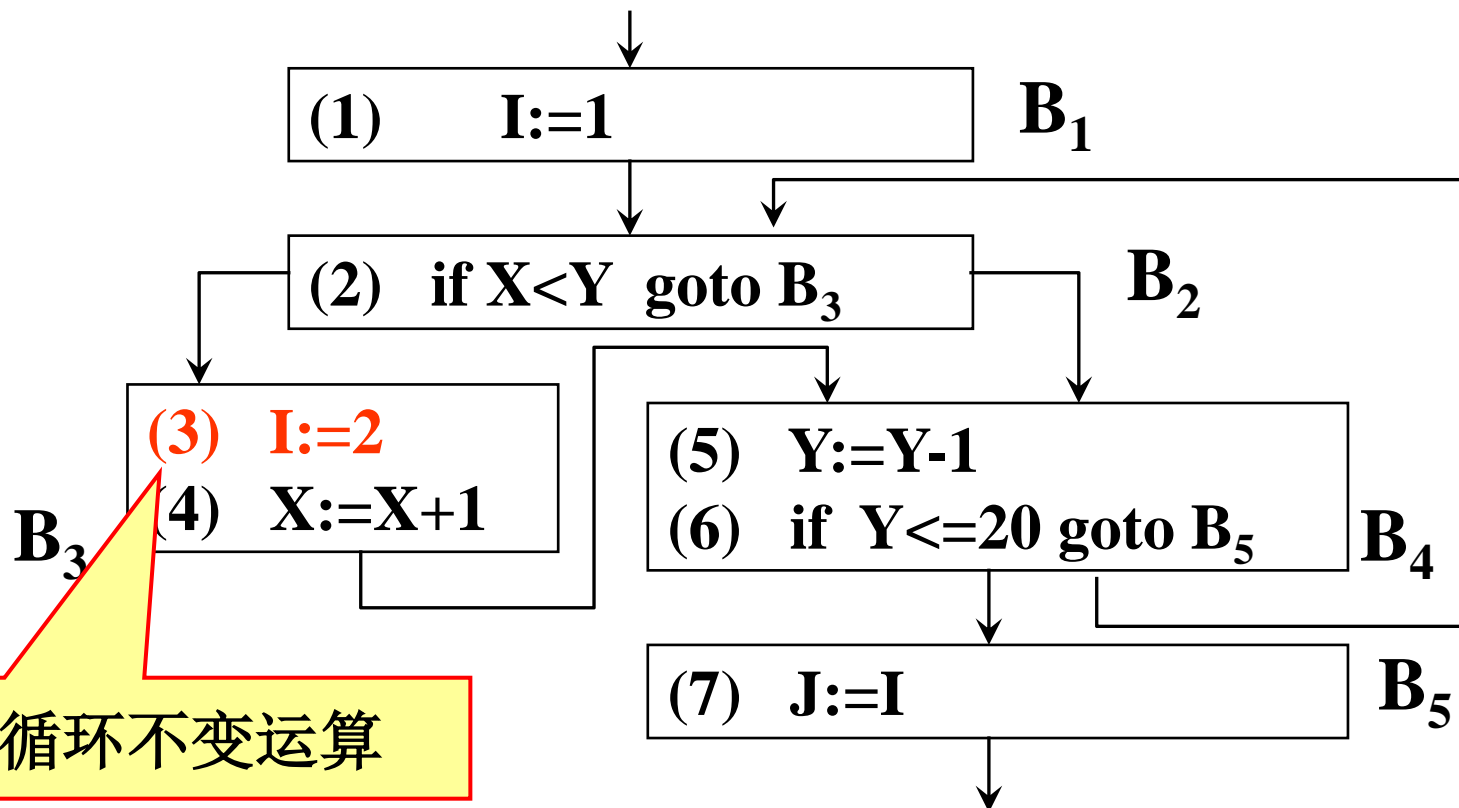 (1) I:=1
B₁
(2) if X<Y goto B₃
B₂
(3) I:=2
(4) X:=X+1
B₃
(5) Y:=Y-1
(6) if Y<=20 goto B₅
B₄
(7) J:=I
B₅
循环不变运算